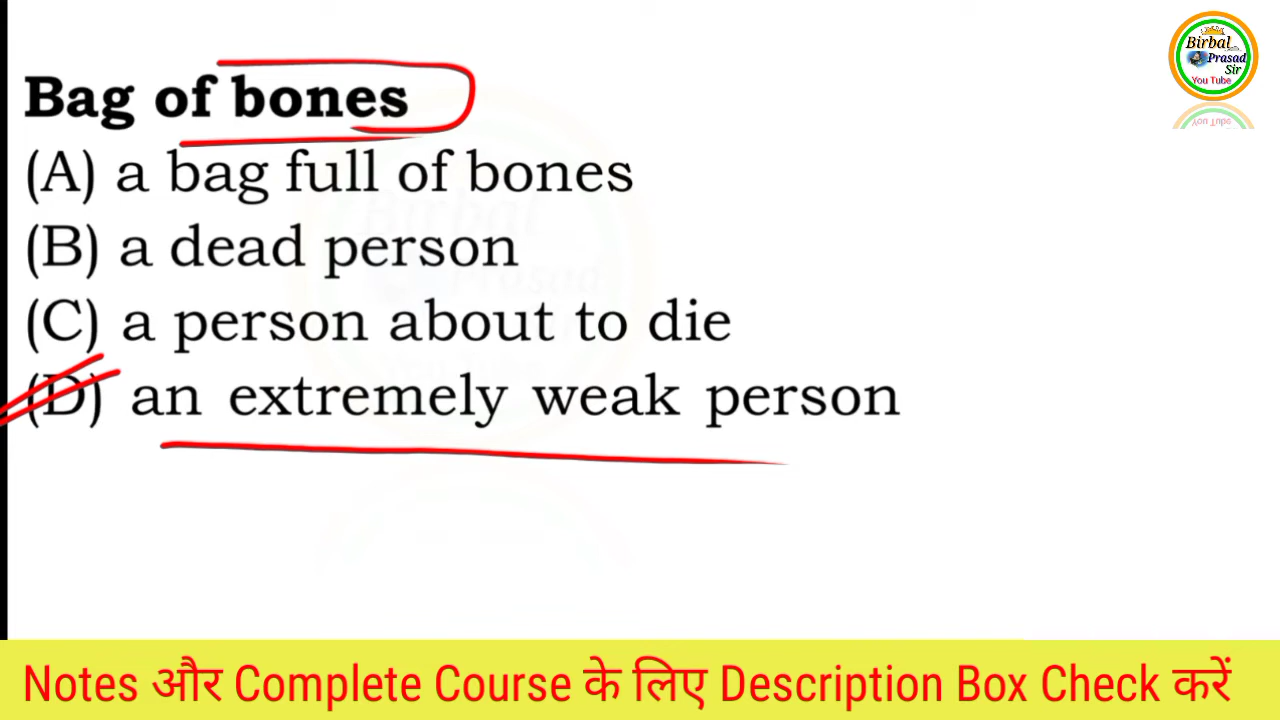 Birbal
Prasad
Sir
You Tube
Bag of bones
(A) a bag full of bones
(B) a dead person
(C) a person about to die
(D) an extremely weak person
Notes और Complete Course के लिए Description Box Check करें